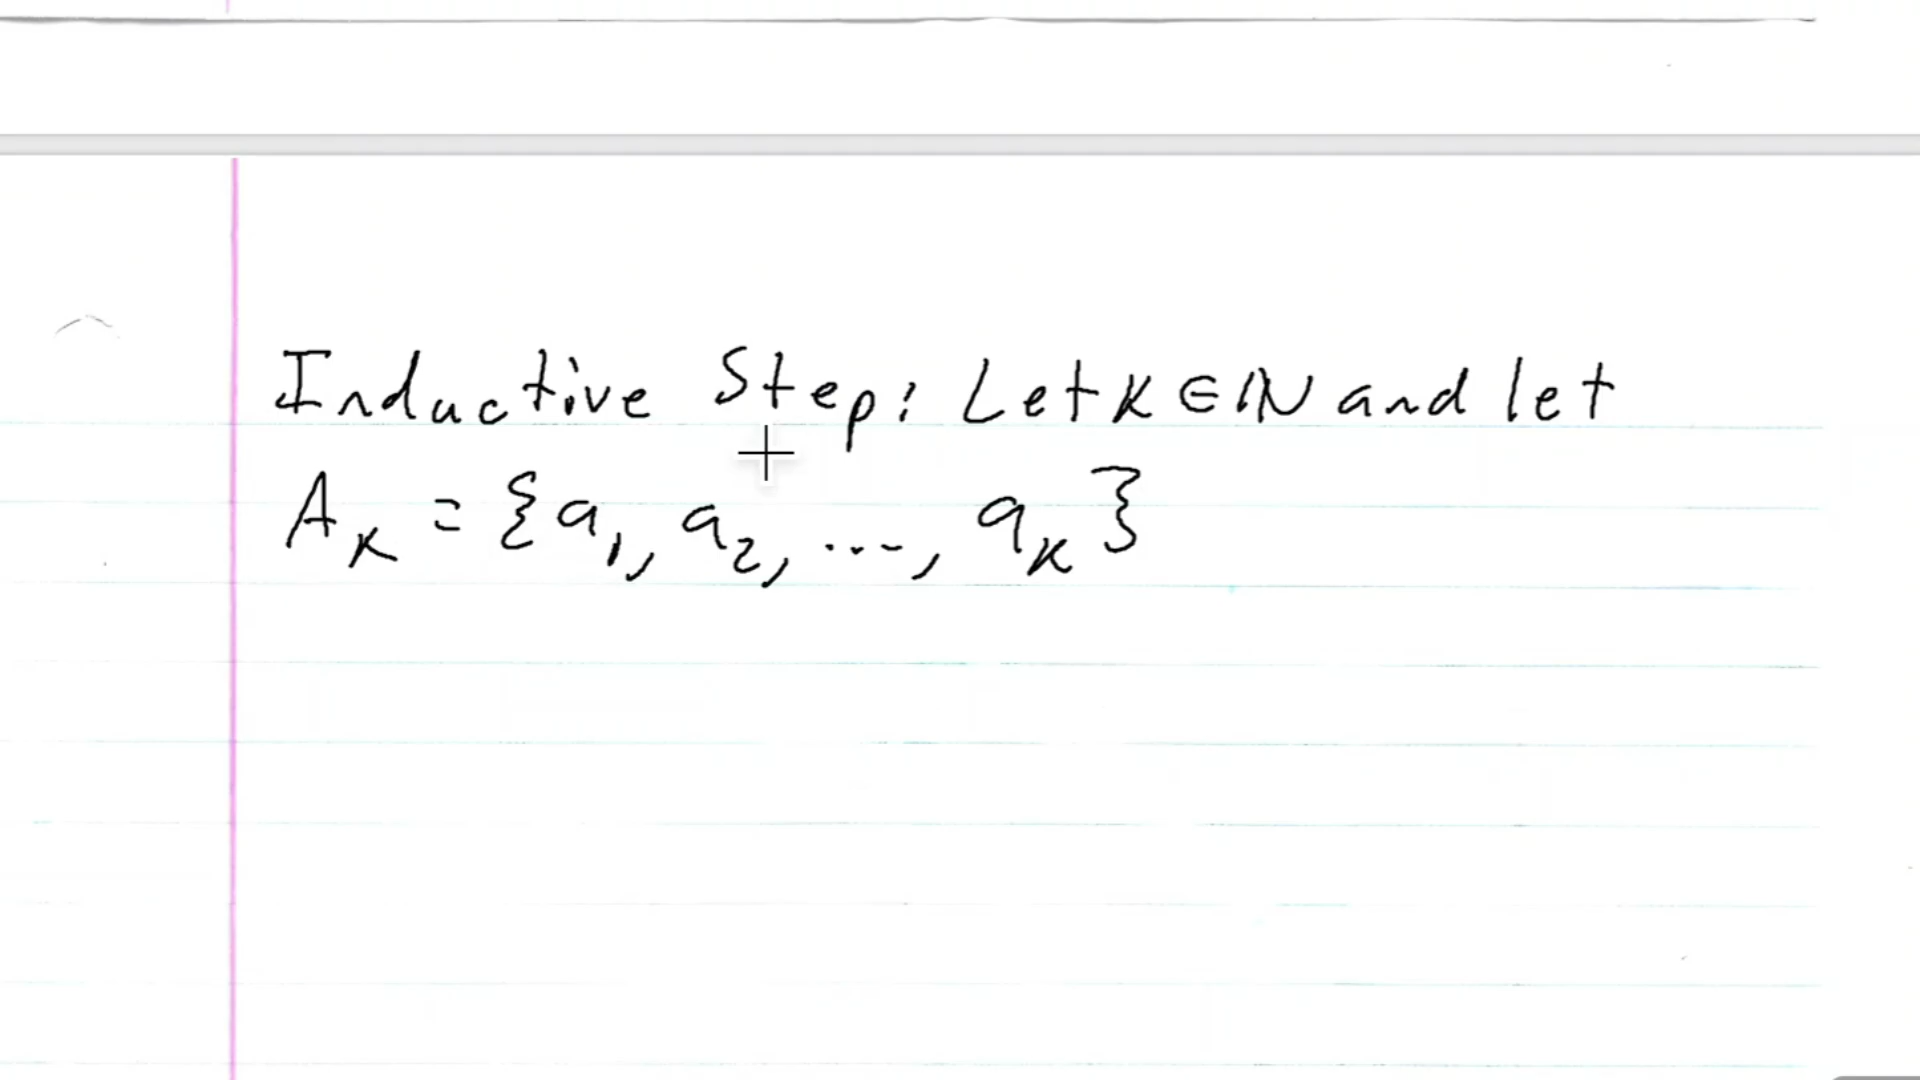 Inductive Step: Let k ∈ ℕ and let
A_k = {a_1, a_2, ..., a_k}